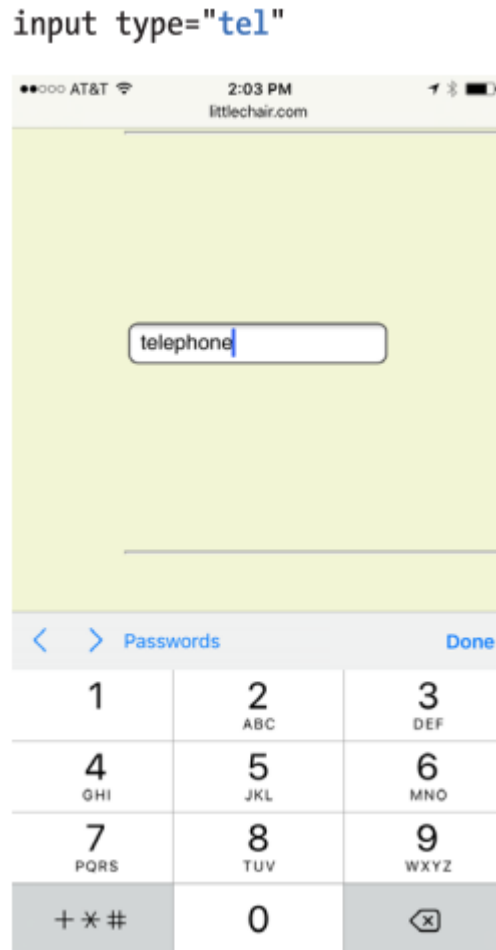 input type="tel"
AT&T 2:03 PM
littlechair.com
telephone
Passwords Done
1 2 3
ABC DEF
4 5 6
GHI JKL MNO
7 8 9
PQRS TUV WXYZ
+*# 0